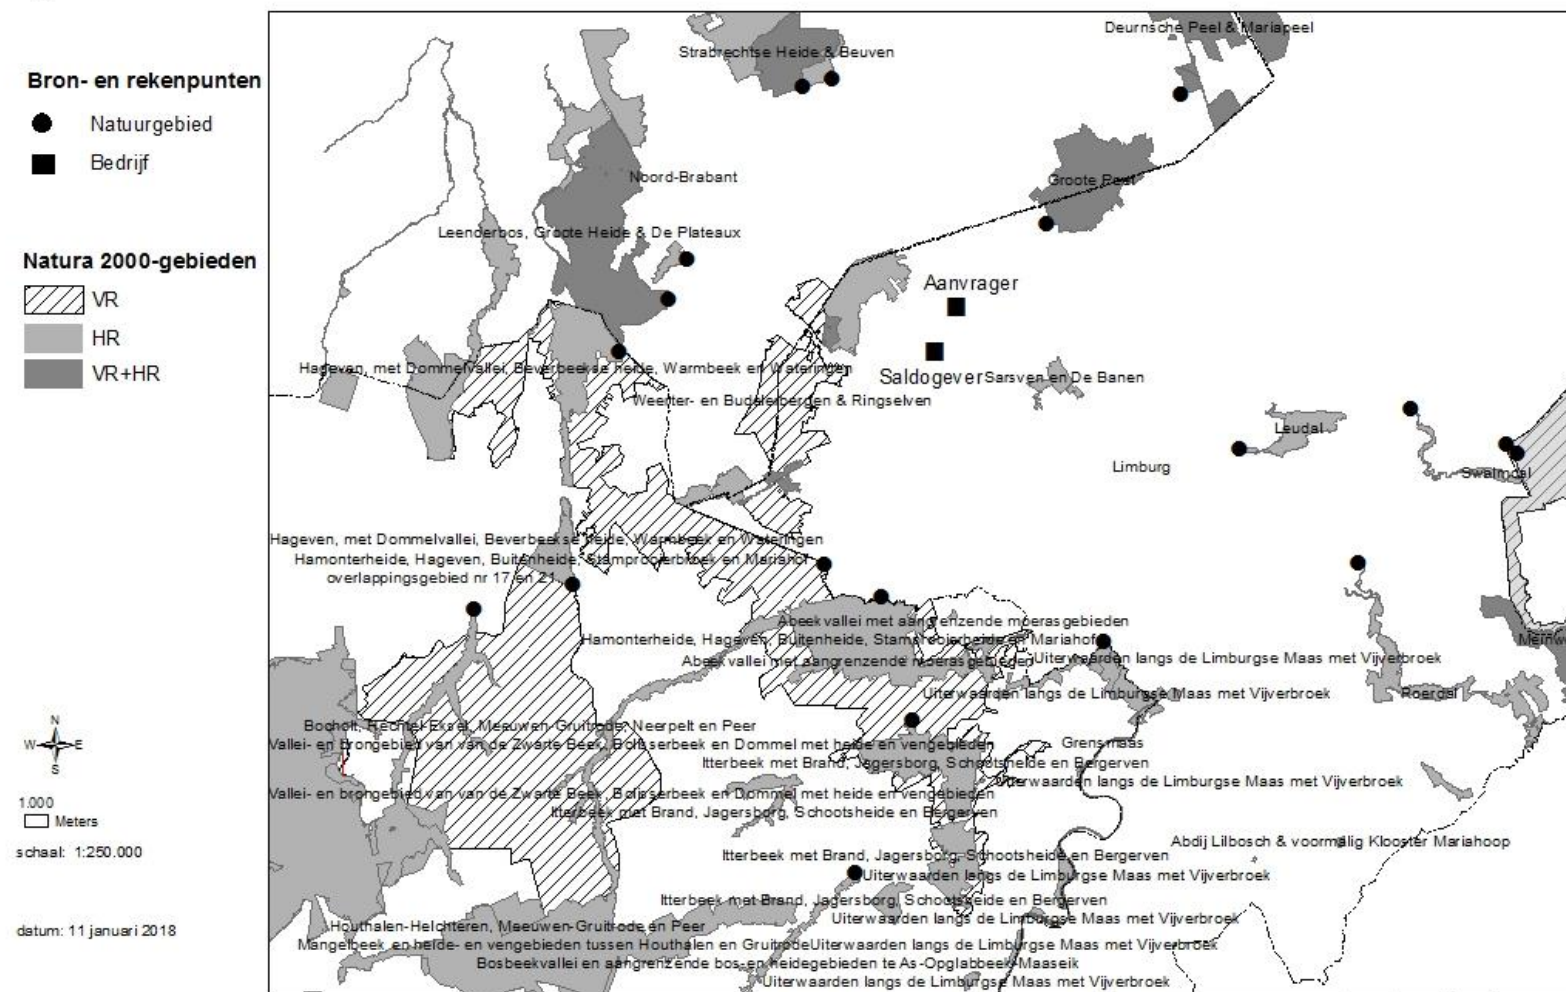 Bron- en rekenpunten
Natuurgebied
Bedrijf
Natura 2000-gebieden
VR
HR
VR+HR
N
W E
S
1.000
Meters
schaal: 1:250.000
datum: 11 januari 2018
Deurnsche Peel & Mariapeel
Strabrechtse Heide & Beuven
Noord-Brabant
Groote Peel
Leenderbos, Groote Heide & De Plateaux
Aanvrager
Hageven, met Dommelvallei, Beverbeekse heide, Warmbeek en Wateringen
Saldogever
Sarsven en De Banen
Weerter- en Budelerbergen & Ringselven
Leudal
Limburg
Swalmdal
Hageven, met Dommelvallei, Beverbeekse heide, Warmbeek en Wateringen
Hamonterheide, Hageven, Buitenheide, Stamprooierbroek en Mariahof
overlappingsgebied nr 17 en 21
Abeekvallei met aangrenzende moerasgebieden
Hamonterheide, Hageven, Buitenheide, Stamprooierheide en Mariahof
Meinw
Abeekvallei met aangrenzende moerasgebieden
Uiterwaarden langs de Limburgse Maas met Vijverbroek
Uiterwaarden langs de Limburgse Maas met Vijverbroek
Roerdal
Bocholt, Hechtel-Eksel, Meeuwen-Gruitrode, Neerpelt en Peer
Vallei- en brongebied van van de Zwarte Beek, Bolisserbeek en Dommel met heide en vengebieden
Grensmaas
Itterbeek met Brand, Jagersborg, Schootsheide en Bergerven
Uiterwaarden langs de Limburgse Maas met Vijverbroek
Vallei- en brongebied van van de Zwarte Beek, Bolisserbeek en Dommel met heide en vengebieden
Itterbeek met Brand, Jagersborg, Schootsheide en Bergerven
Abdij Lilbosch & voormalig Klooster Mariahoop
Itterbeek met Brand, Jagersborg, Schootsheide en Bergerven
Uiterwaarden langs de Limburgse Maas met Vijverbroek
Itterbeek met Brand, Jagersborg, Schootsheide en Bergerven
Uiterwaarden langs de Limburgse Maas met Vijverbroek
Houthalen-Helchteren, Meeuwen-Gruitrode en Peer
Mangelbeek en heide- en vengebieden tussen Houthalen en Gruitrode
Uiterwaarden langs de Limburgse Maas met Vijverbroek
Bosbeekvallei en aangrenzende bos- en heidegebieden te As-Opglabbeek-Maaseik
Uiterwaarden langs de Limburgse Maas met Vijverbroek